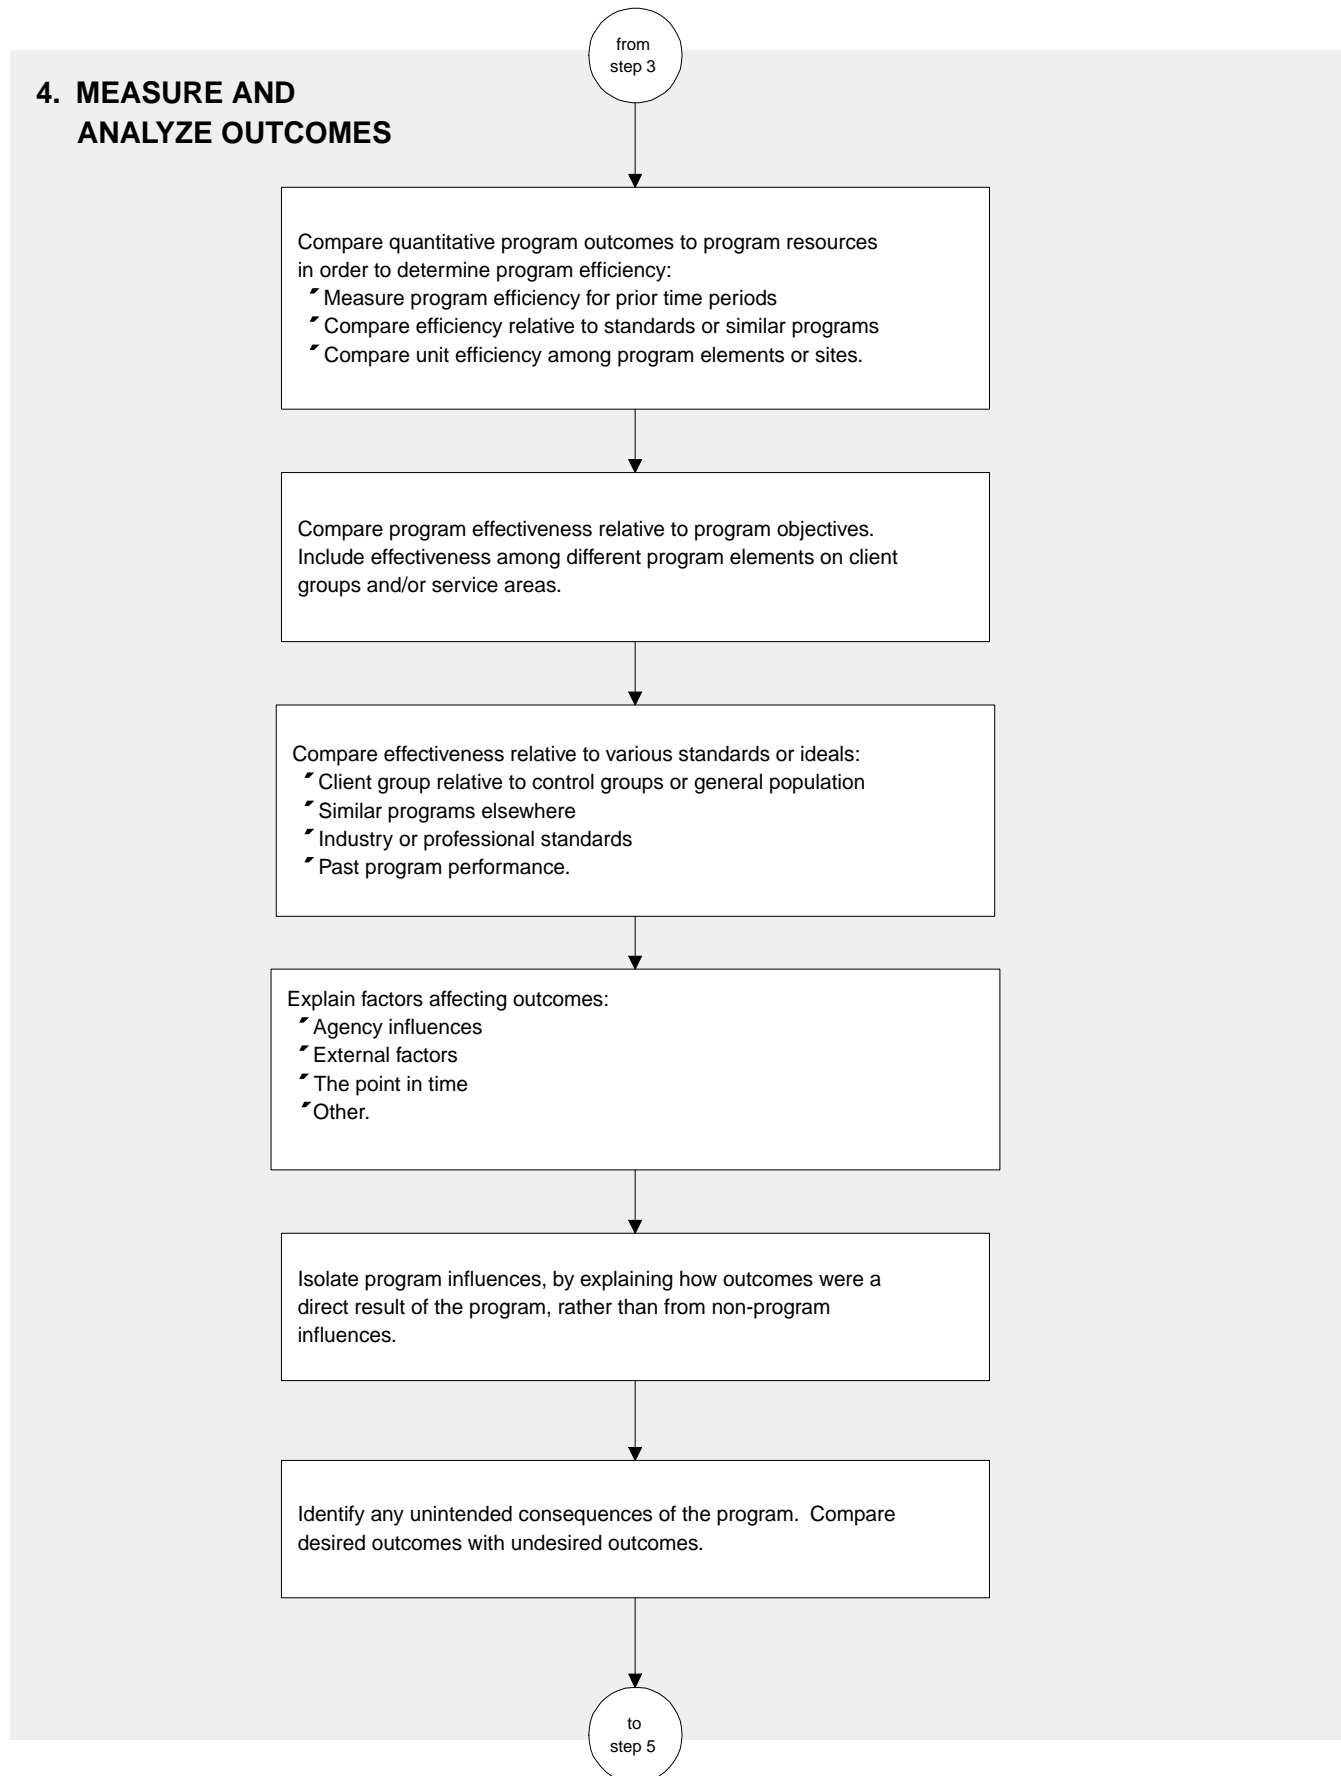 from
step 3
4. MEASURE AND
ANALYZE OUTCOMES
Compare quantitative program outcomes to program resources
in order to determine program efficiency:
Measure program efficiency for prior time periods
Compare efficiency relative to standards or similar programs
Compare unit efficiency among program elements or sites.
Compare program effectiveness relative to program objectives.
Include effectiveness among different program elements on client
groups and/or service areas.
Compare effectiveness relative to various standards or ideals:
Client group relative to control groups or general population
Similar programs elsewhere
Industry or professional standards
Past program performance.
Explain factors affecting outcomes:
Agency influences
External factors
The point in time
Other.
Isolate program influences, by explaining how outcomes were a
direct result of the program, rather than from non-program
influences.
Identify any unintended consequences of the program. Compare
desired outcomes with undesired outcomes.
to
step 5